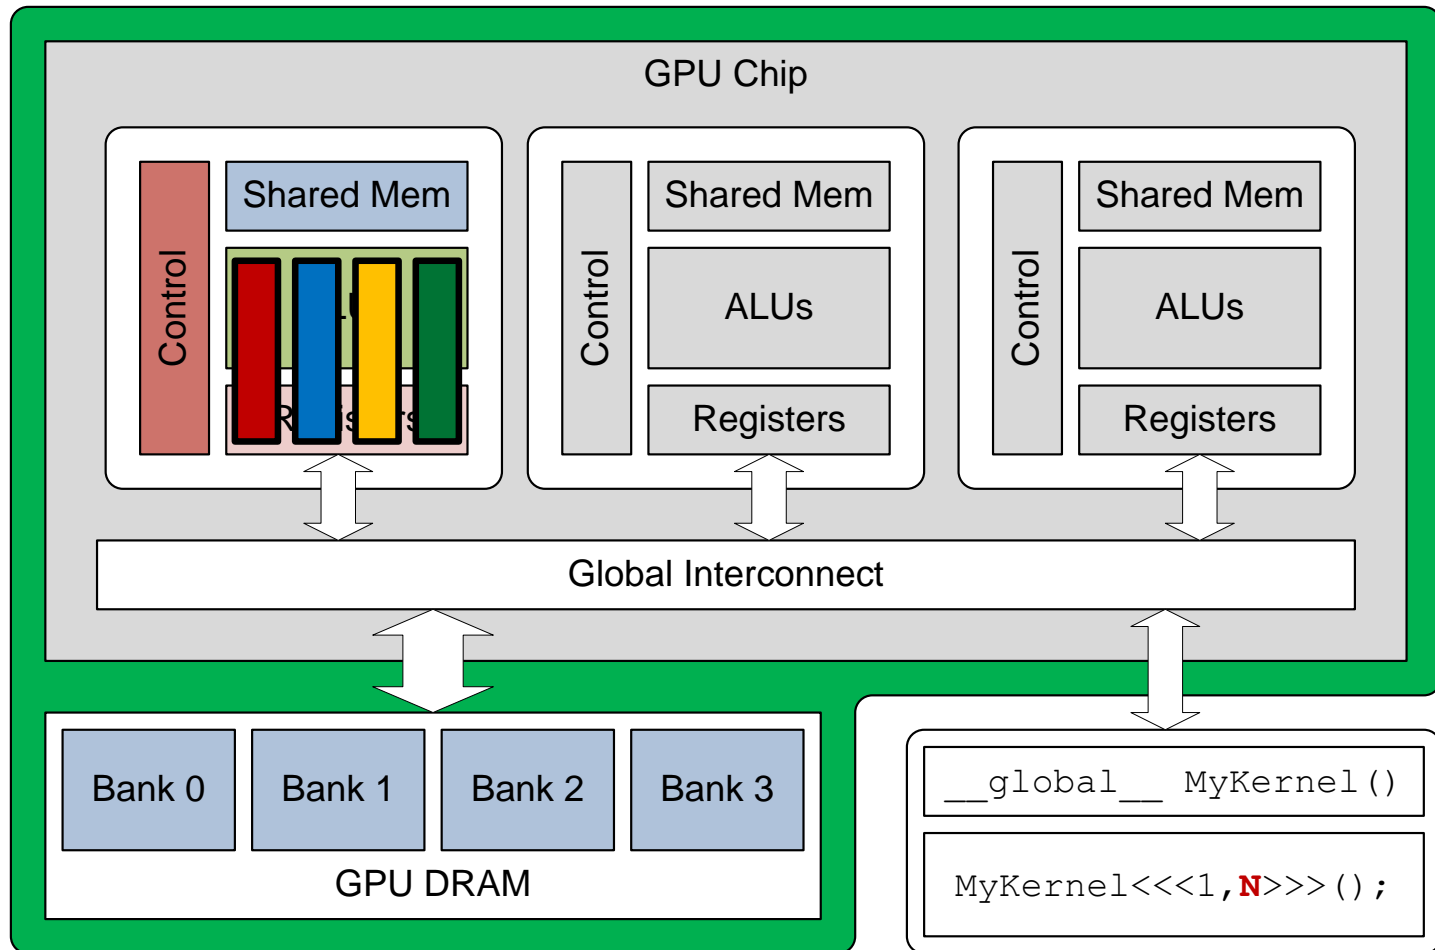 GPU Chip
Control
Shared Mem
Control
Shared Mem
ALUs
Registers
Control
Shared Mem
ALUs
Registers
Global Interconnect
Bank 0
Bank 1
Bank 2
Bank 3
GPU DRAM
__global__ MyKernel()
MyKernel<<<1,N>>>();